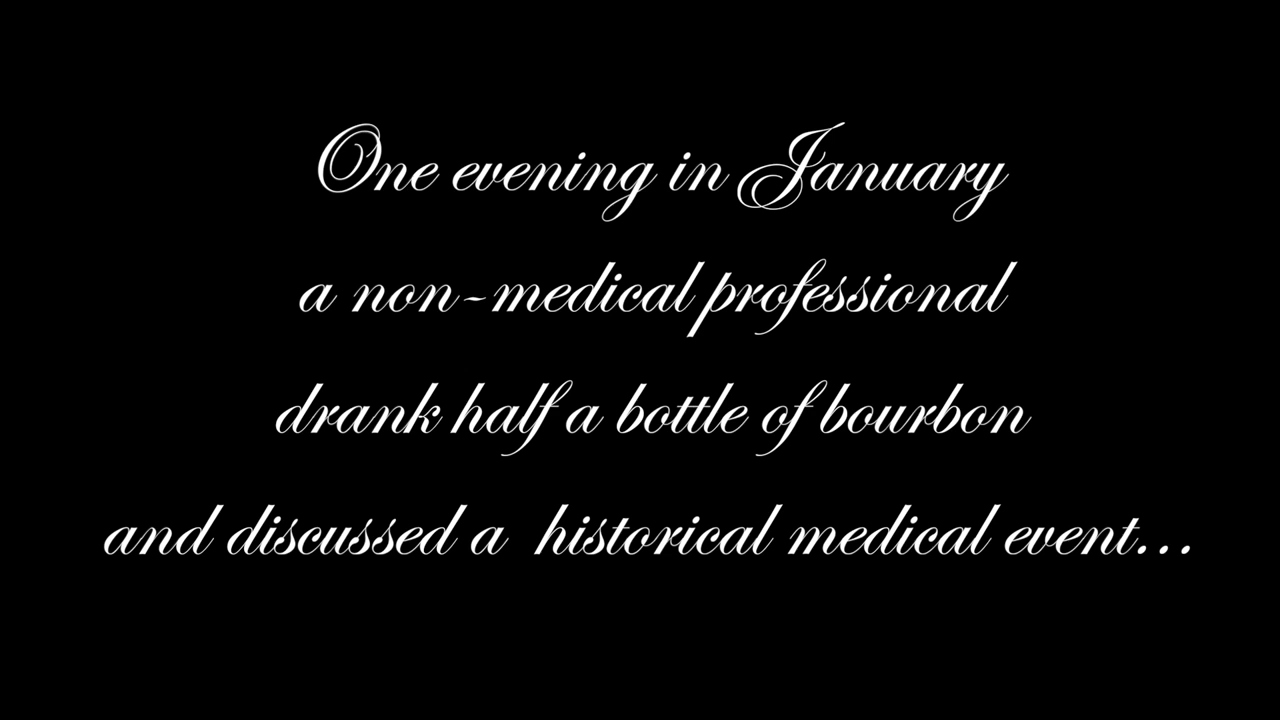 One evening in January
a non-medical professional
drank half a bottle of bourbon
and discussed a historical medical event...